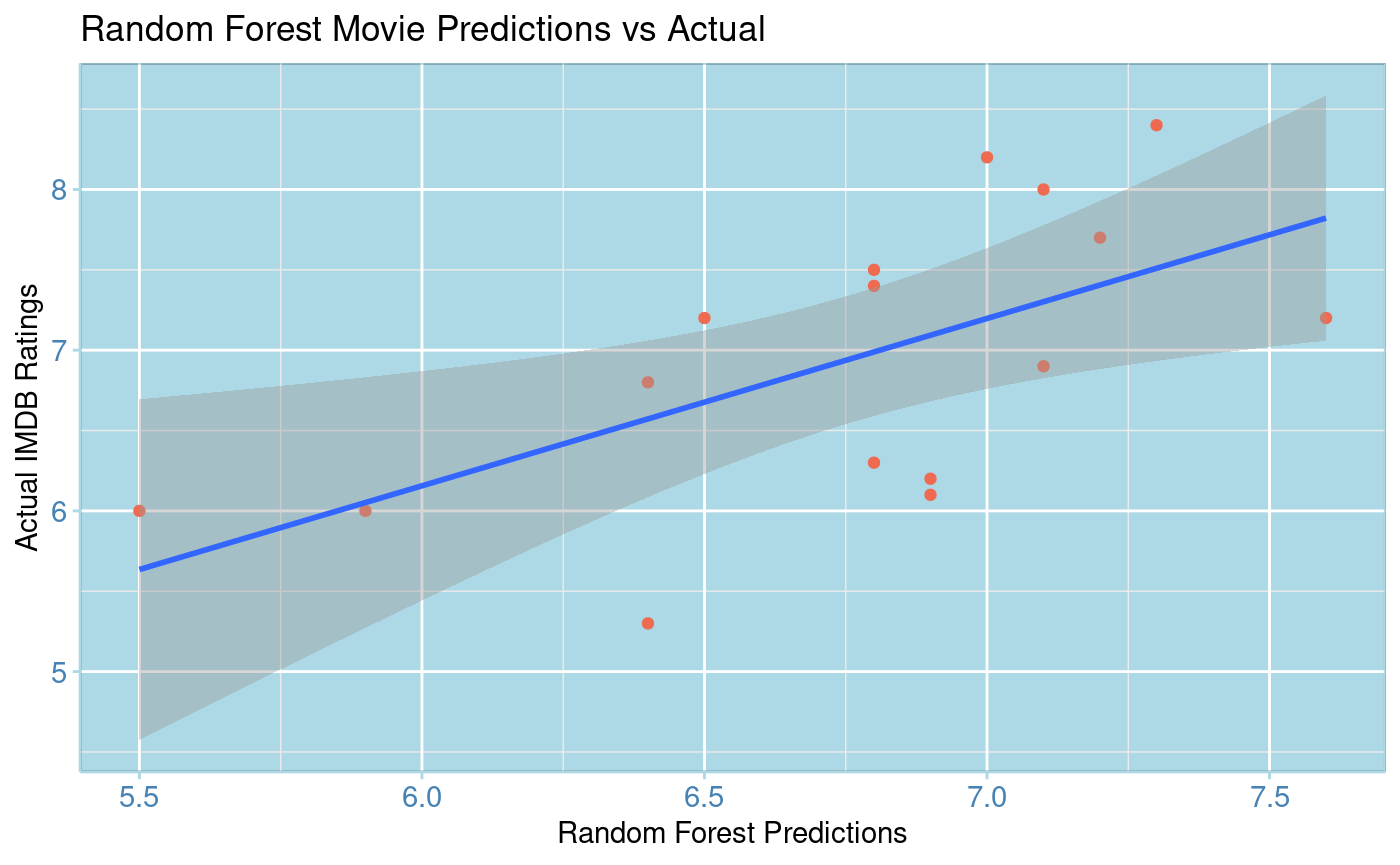 Random Forest Movie Predictions vs Actual
Actual IMDB Ratings
8
7
6
5
5.5 6.0 6.5 7.0 7.5
Random Forest Predictions